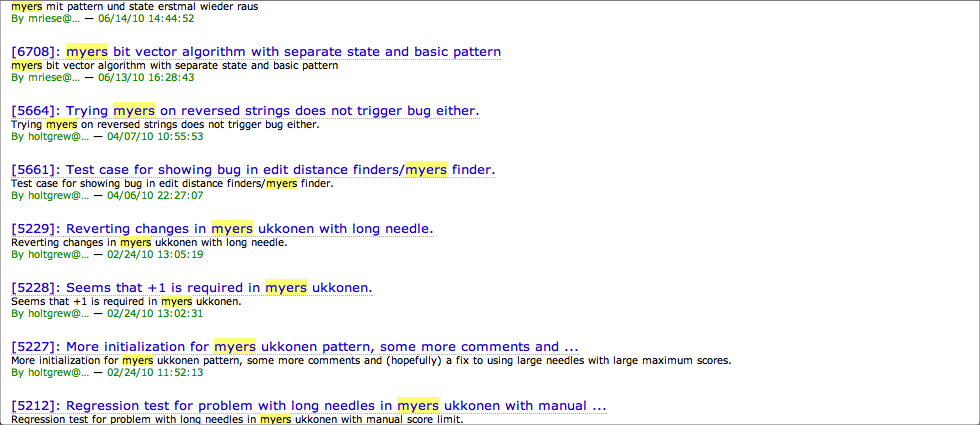 myers mit pattern und state erstmal wieder raus
By mriese@... — 06/14/10 14:44:52
[6708]: myers bit vector algorithm with separate state and basic pattern
myers bit vector algorithm with separate state and basic pattern
By mriese@... — 06/13/10 16:28:43
[5664]: Trying myers on reversed strings does not trigger bug either.
Trying myers on reversed strings does not trigger bug either.
By holtgrew@... — 04/07/10 10:55:53
[5661]: Test case for showing bug in edit distance finders/myers finder.
Test case for showing bug in edit distance finders/myers finder.
By holtgrew@... — 04/06/10 22:27:07
[5229]: Reverting changes in myers ukkonen with long needle.
Reverting changes in myers ukkonen with long needle.
By holtgrew@... — 02/24/10 13:05:19
[5228]: Seems that +1 is required in myers ukkonen.
Seems that +1 is required in myers ukkonen.
By holtgrew@... — 02/24/10 13:02:31
[5227]: More initialization for myers ukkonen pattern, some more comments and ...
More initialization for myers ukkonen pattern, some more comments and (hopefully) a fix to using large needles with large maximum scores.
By holtgrew@... — 02/24/10 11:52:13
[5212]: Regression test for problem with long needles in myers ukkonen with manual ...
Regression test for problem with long needles in myers ukkonen with manual score limit.